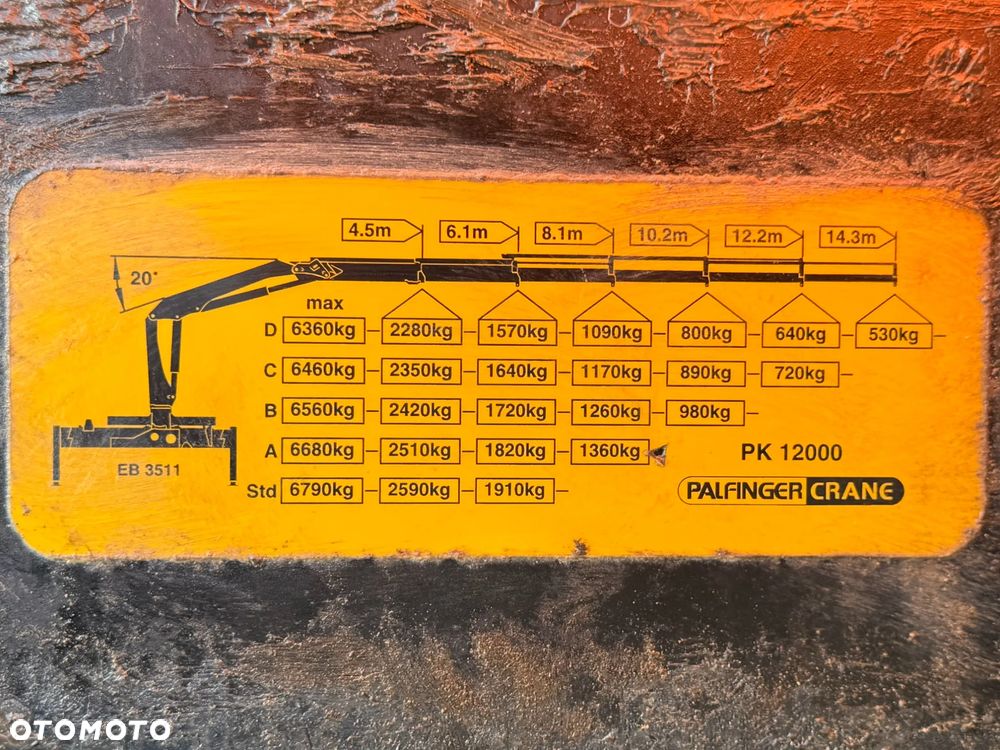 4.5m 6.1m 8.1m 10.2m 12.2m 14.3m
20°
max
D 6360kg 2280kg 1570kg 1090kg 800kg 640kg 530kg
C 6460kg 2350kg 1640kg 1170kg 890kg 720kg
B 6560kg 2420kg 1720kg 1260kg 980kg
A 6680kg 2510kg 1820kg 1360kg PK 12000
EB 3511
Std 6790kg 2590kg 1910kg PALFINGER CRANE
OTOMOTO